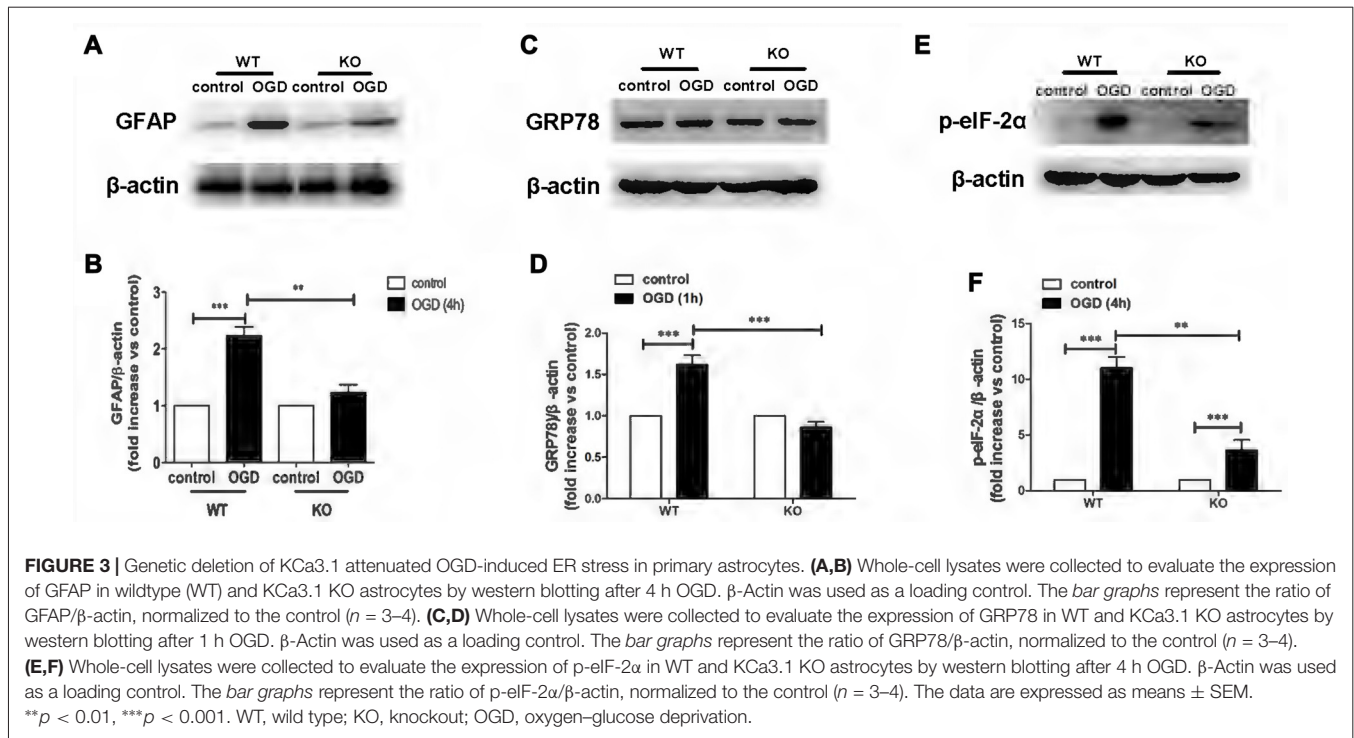 A
WT KO
control OGD control OGD
GFAP
β-actin
C
WT KO
control OGD control OGD
GRP78
β-actin
E
WT KO
control OGD control OGD
p-eIF-2α
β-actin
B
GFAP/β-actin
(fold increase vs control)
3
2
1
0
***
**
control
OGD (4h)
control OGD control OGD
WT KO
D
control
OGD (1h)
GRP78)/β -actin
(fold increase vs control)
2.0
1.5
1.0
0.5
0.0
***
***
WT KO
F
control
OGD (4h)
p-eIF-2α /β -actin
(fold increase vs control)
15
10
5
0
***
**
***
WT KO
FIGURE 3 | Genetic deletion of KCa3.1 attenuated OGD-induced ER stress in primary astrocytes. (A,B) Whole-cell lysates were collected to evaluate the expression
of GFAP in wildtype (WT) and KCa3.1 KO astrocytes by western blotting after 4 h OGD. β-Actin was used as a loading control. The bar graphs represent the ratio of
GFAP/β-actin, normalized to the control (n = 3–4). (C,D) Whole-cell lysates were collected to evaluate the expression of GRP78 in WT and KCa3.1 KO astrocytes by
western blotting after 1 h OGD. β-Actin was used as a loading control. The bar graphs represent the ratio of GRP78/β-actin, normalized to the control (n = 3–4).
(E,F) Whole-cell lysates were collected to evaluate the expression of p-eIF-2α in WT and KCa3.1 KO astrocytes by western blotting after 4 h OGD. β-Actin was used
as a loading control. The bar graphs represent the ratio of p-eIF-2α/β-actin, normalized to the control (n = 3–4). The data are expressed as means ± SEM.
**p < 0.01, ***p < 0.001. WT, wild type; KO, knockout; OGD, oxygen–glucose deprivation.